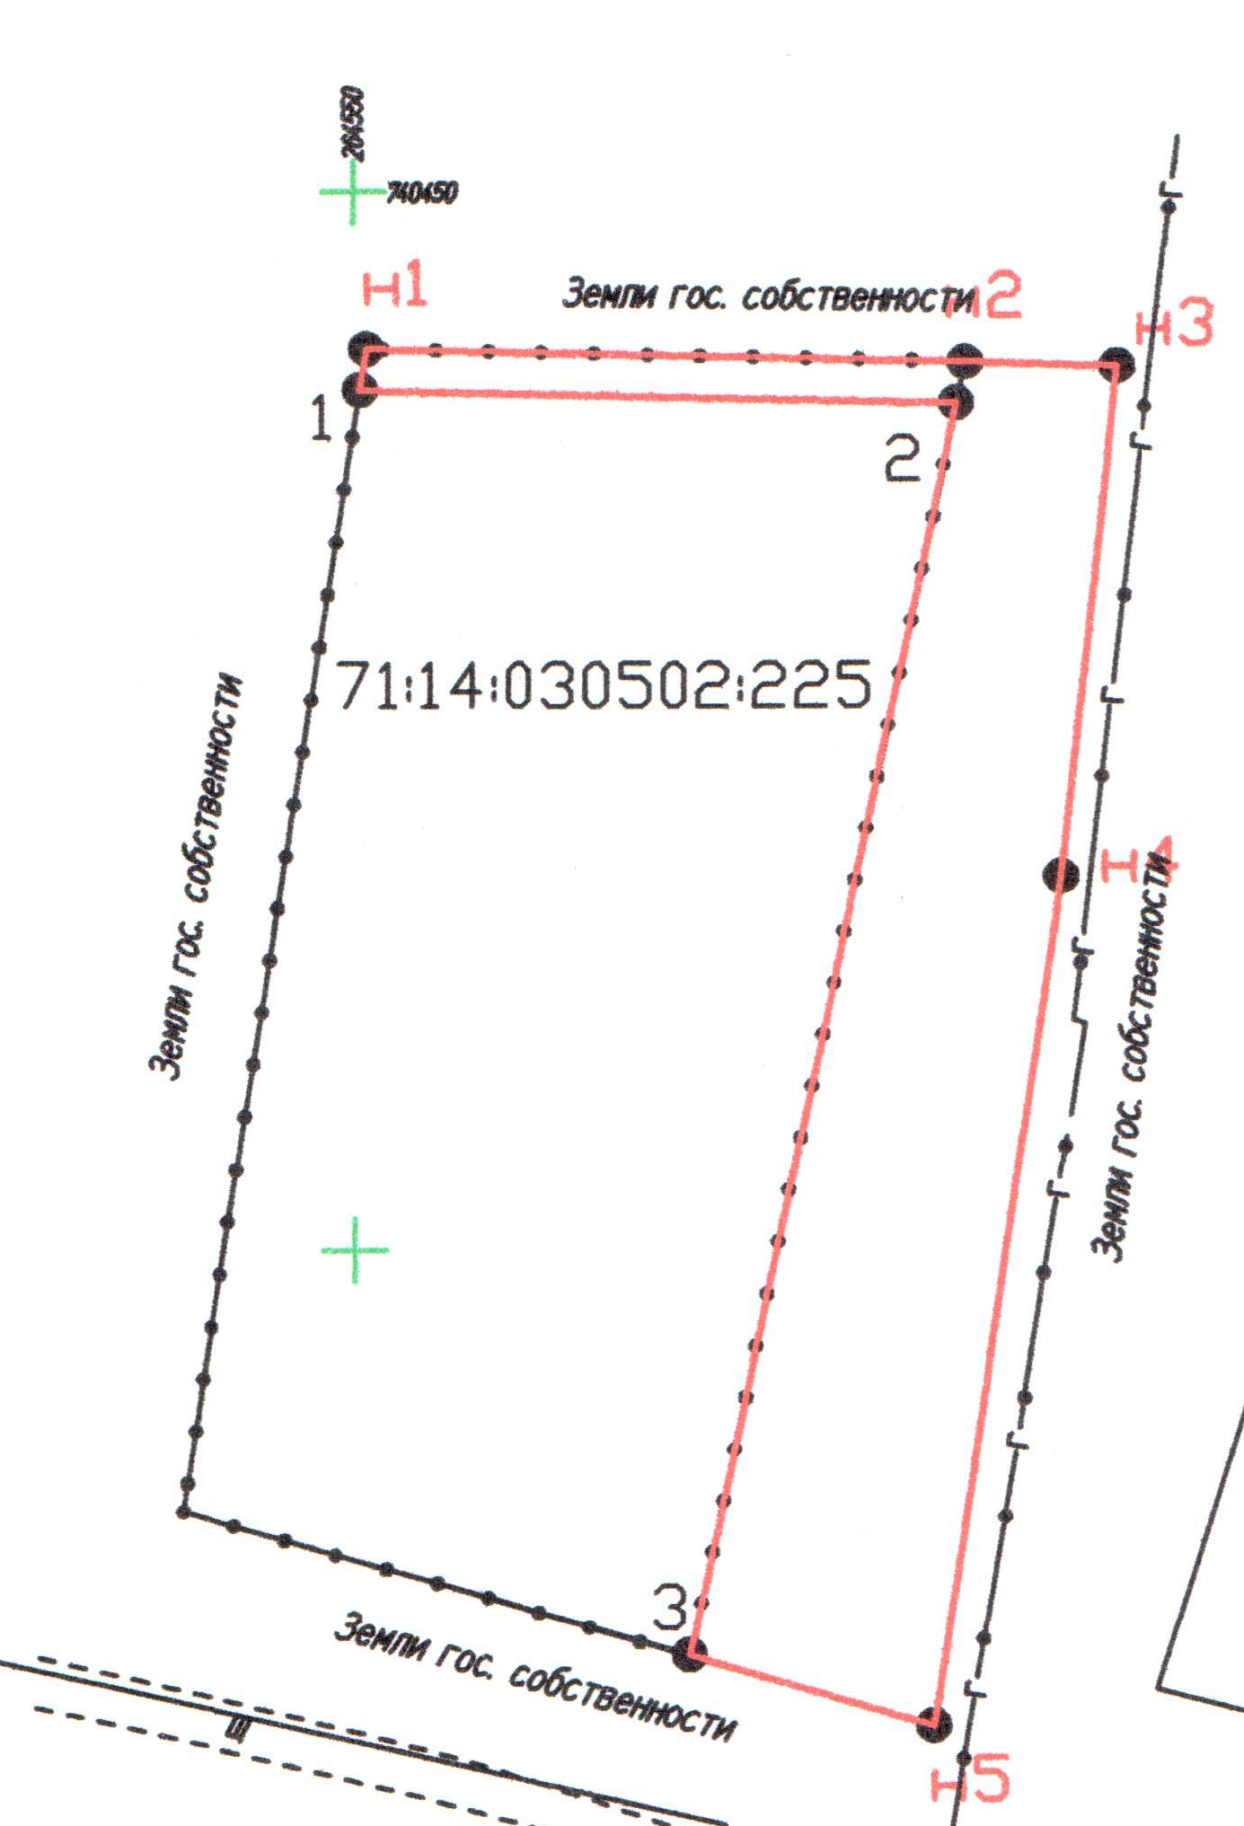 264550
740450
н1
Земли гос. собственности
н2
н3
1
2
71:14:030502:225
Земли гос. собственности
н4
Земли гос. собственности
3
Земли гос. собственности
Ш
н5
Г
Г
Г
Г
Г
Г
Г